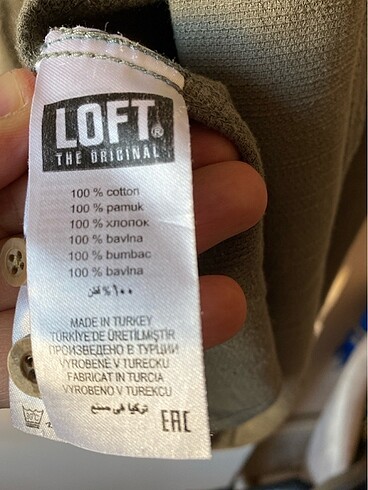 LOFT®
THE ORIGINAL
100 % cotton
100 % pamuk
100 % хлопок
100 % bavlna
100 % bumbac
100 % bavlna
١٠٠ % قطن
MADE IN TURKEY
TÜRKİYE'DE ÜRETİLMİŞTİR
ПРОИЗВЕДЕНО В ТУРЦИИ
VYROBENÉ V TURECKU
FABRICAT IN TURCIA
VYROBENO V TURECKU
تركيا في صنع
EAC